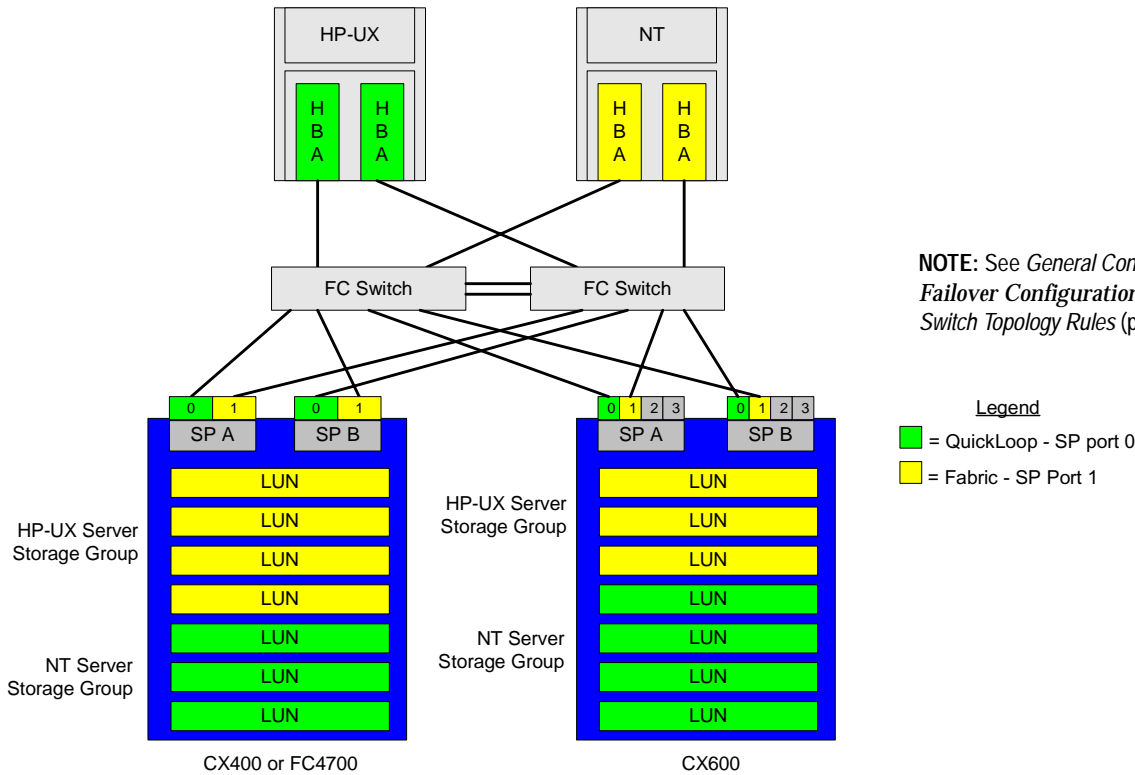 HP-UX
NT
H
B
A
H
B
A
H
B
A
H
B
A
FC Switch
FC Switch
NOTE: See General Con
Failover Configuration
Switch Topology Rules (p
Legend
= QuickLoop - SP port 0
= Fabric - SP Port 1
0 1
SP A
0 1
SP B
0 1 2 3
SP A
0 1 2 3
SP B
HP-UX Server
Storage Group
NT Server
Storage Group
LUN
LUN
LUN
LUN
LUN
LUN
LUN
HP-UX Server
Storage Group
NT Server
Storage Group
LUN
LUN
LUN
LUN
LUN
LUN
LUN
CX400 or FC4700
CX600